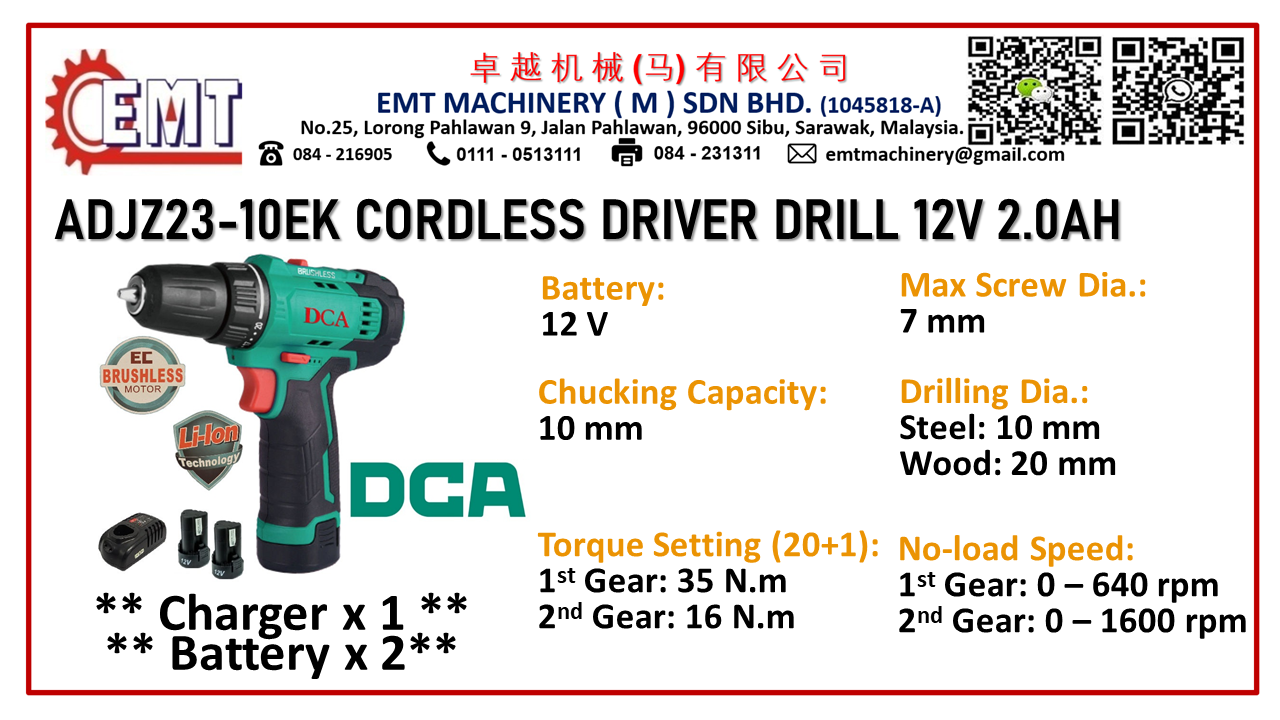 EMT
卓越机械(马)有限公司
EMT MACHINERY ( M ) SDN BHD. (1045818-A)
No.25, Lorong Pahlawan 9, Jalan Pahlawan, 96000 Sibu, Sarawak, Malaysia.
084 - 216905 0111 - 0513111 084 - 231311 emtmachinery@gmail.com
ADJZ23-10EK CORDLESS DRIVER DRILL 12V 2.0AH
BRUSHLESS
DCA
EC
BRUSHLESS
MOTOR
Li-Ion
Technology
DCA
12V
12V
** Charger x 1 **
** Battery x 2**
Battery:
12 V
Max Screw Dia.:
7 mm
Chucking Capacity:
10 mm
Drilling Dia.:
Steel: 10 mm
Wood: 20 mm
Torque Setting (20+1):
1st Gear: 35 N.m
2nd Gear: 16 N.m
No-load Speed:
1st Gear: 0 – 640 rpm
2nd Gear: 0 – 1600 rpm